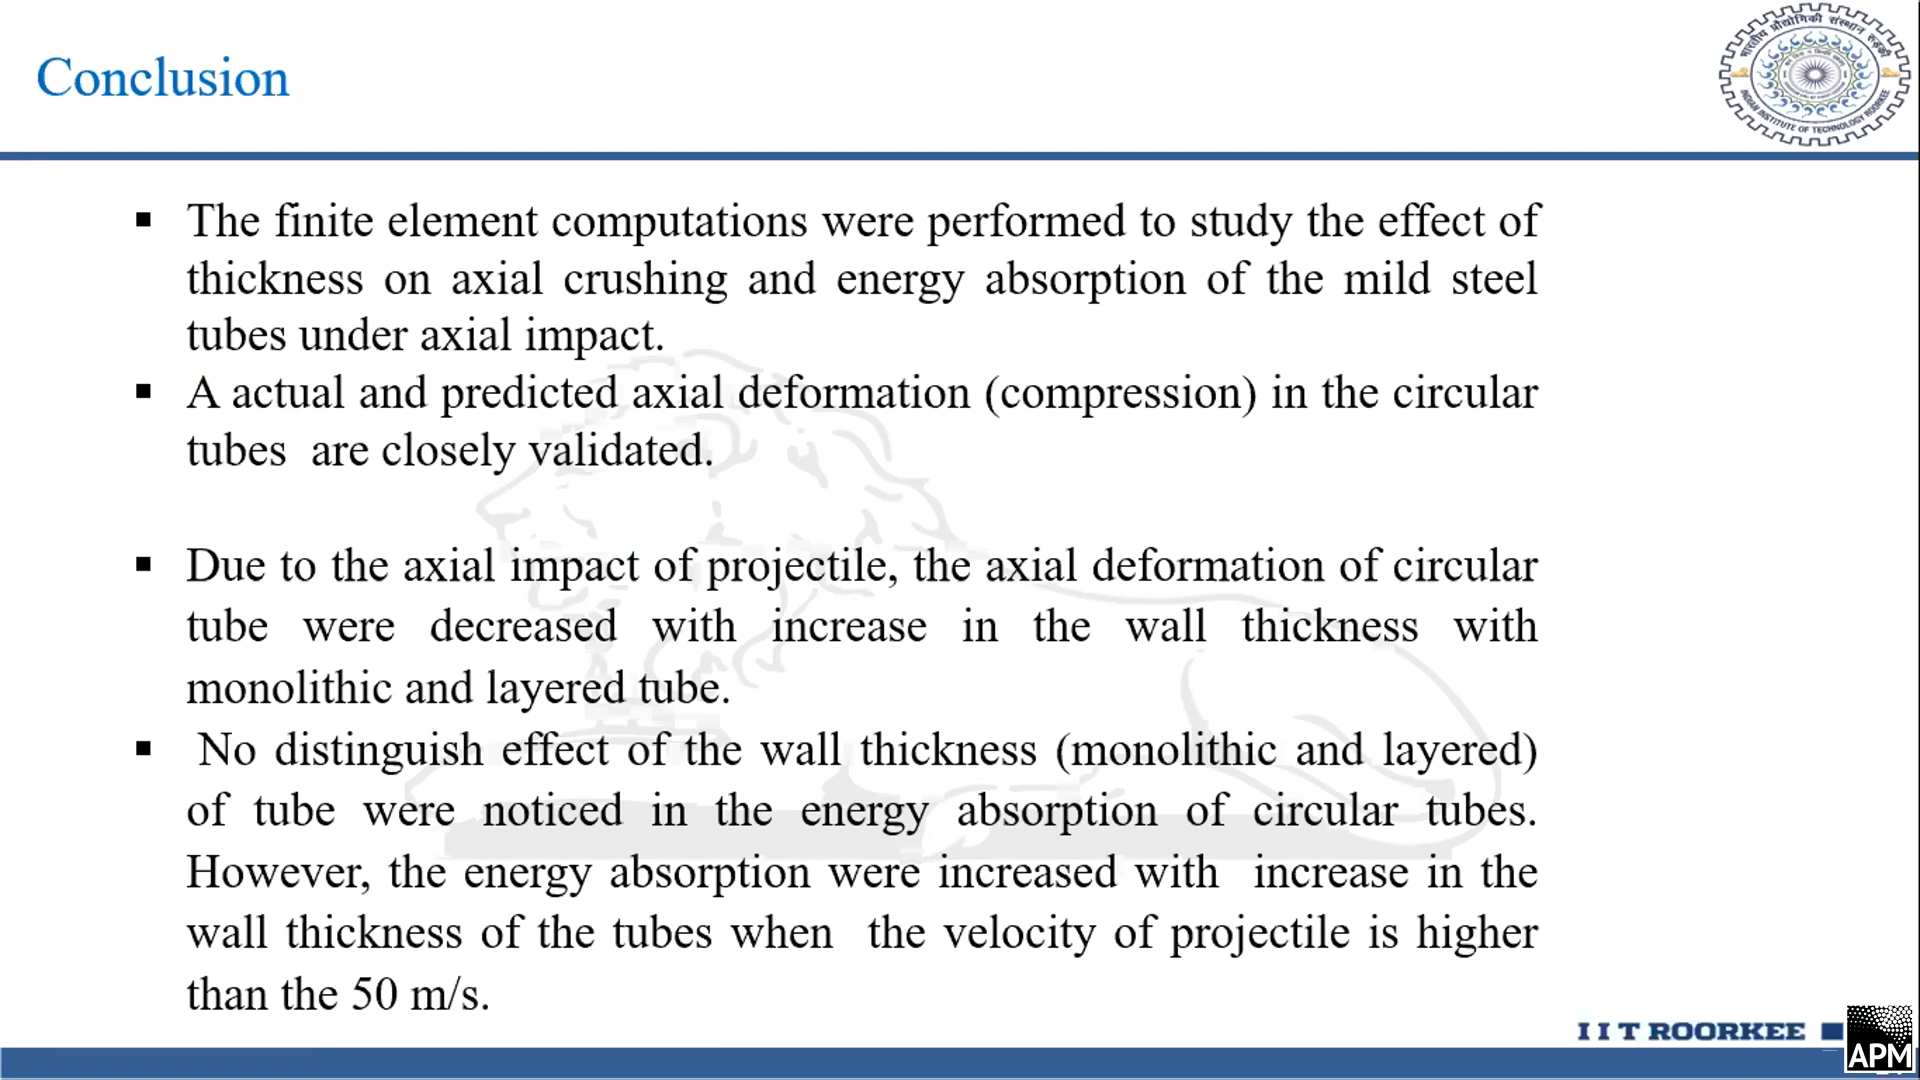 Conclusion
भारतीय प्रौद्योगिकी संस्थान रुड़की
INDIAN INSTITUTE OF TECHNOLOGY ROORKEE
▪ The finite element computations were performed to study the effect of
thickness on axial crushing and energy absorption of the mild steel
tubes under axial impact.
▪ A actual and predicted axial deformation (compression) in the circular
tubes are closely validated.
▪ Due to the axial impact of projectile, the axial deformation of circular
tube were decreased with increase in the wall thickness with
monolithic and layered tube.
▪ No distinguish effect of the wall thickness (monolithic and layered)
of tube were noticed in the energy absorption of circular tubes.
However, the energy absorption were increased with increase in the
wall thickness of the tubes when the velocity of projectile is higher
than the 50 m/s.
I I T ROORKEE
APM